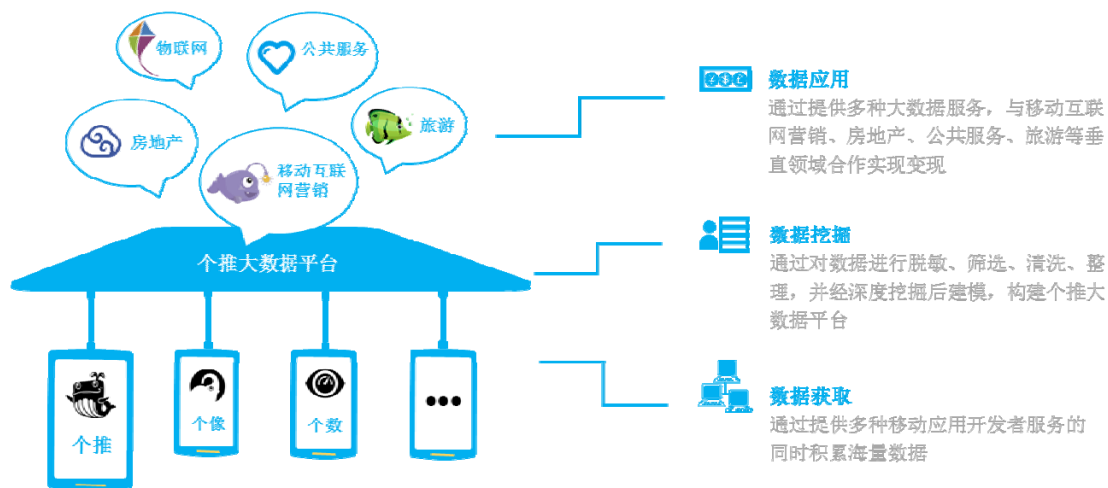 物联网
公共服务
房地产
旅游
移动互联
网营销
个推大数据平台
个推
个像
个数
•••
数据应用
通过提供多种大数据服务，与移动互联
网营销、房地产、公共服务、旅游等垂
直领域合作实现变现
数据挖掘
通过对数据进行脱敏、筛选、清洗、整
理，并经深度挖掘后建模，构建个推大
数据平台
数据获取
通过提供多种移动应用开发者服务的
同时积累海量数据